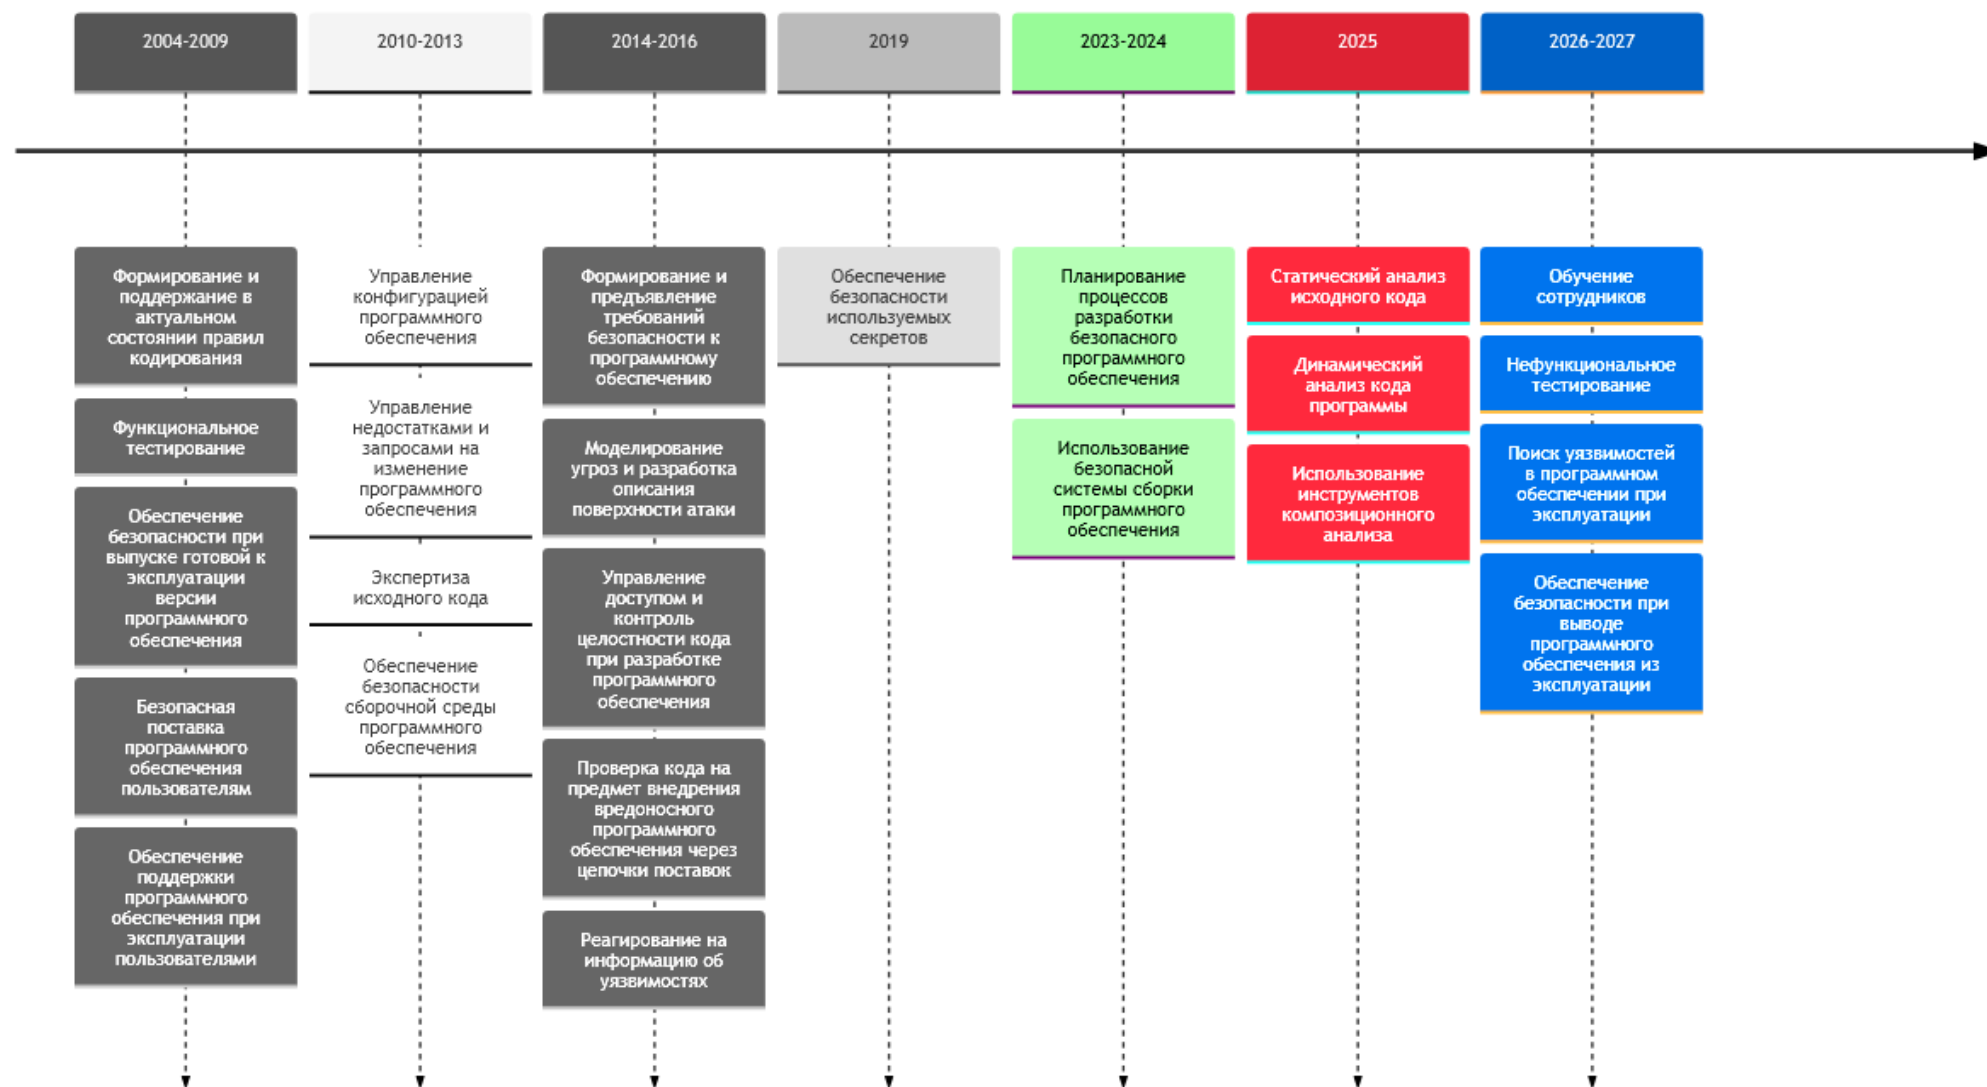 2004-2009
2010-2013
2014-2016
2019
2023-2024
2025
2026-2027
Формирование и
поддержание в
актуальном
состоянии правил
кодирования
Функциональное
тестирование
Обеспечение
безопасности при
выпуске готовой к
эксплуатации
версии
программного
обеспечения
Безопасная
поставка
программного
обеспечения
пользователям
Обеспечение
поддержки
программного
обеспечения при
эксплуатации
пользователями
Управление
конфигурацией
программного
обеспечения
Управление
недостатками и
запросами на
изменение
программного
обеспечения
Экспертиза
исходного кода
Обеспечение
безопасности
сборочной среды
программного
обеспечения
Формирование и
предъявление
требований
безопасности к
программному
обеспечению
Моделирование
угроз и разработка
описания
поверхности атаки
Управление
доступом и
контроль
целостности кода
при разработке
программного
обеспечения
Проверка кода на
предмет внедрения
вредоносного
программного
обеспечения через
цепочки поставок
Реагирование на
информацию об
уязвимостях
Обеспечение
безопасности
используемых
секретов
Планирование
процессов
разработки
безопасного
программного
обеспечения
Использование
безопасной
системы сборки
программного
обеспечения
Статический анализ
исходного кода
Динамический
анализ кода
программы
Использование
инструментов
композиционного
анализа
Обучение
сотрудников
Нефункциональное
тестирование
Поиск уязвимостей
в программном
обеспечении при
эксплуатации
Обеспечение
безопасности при
выводе
программного
обеспечения из
эксплуатации